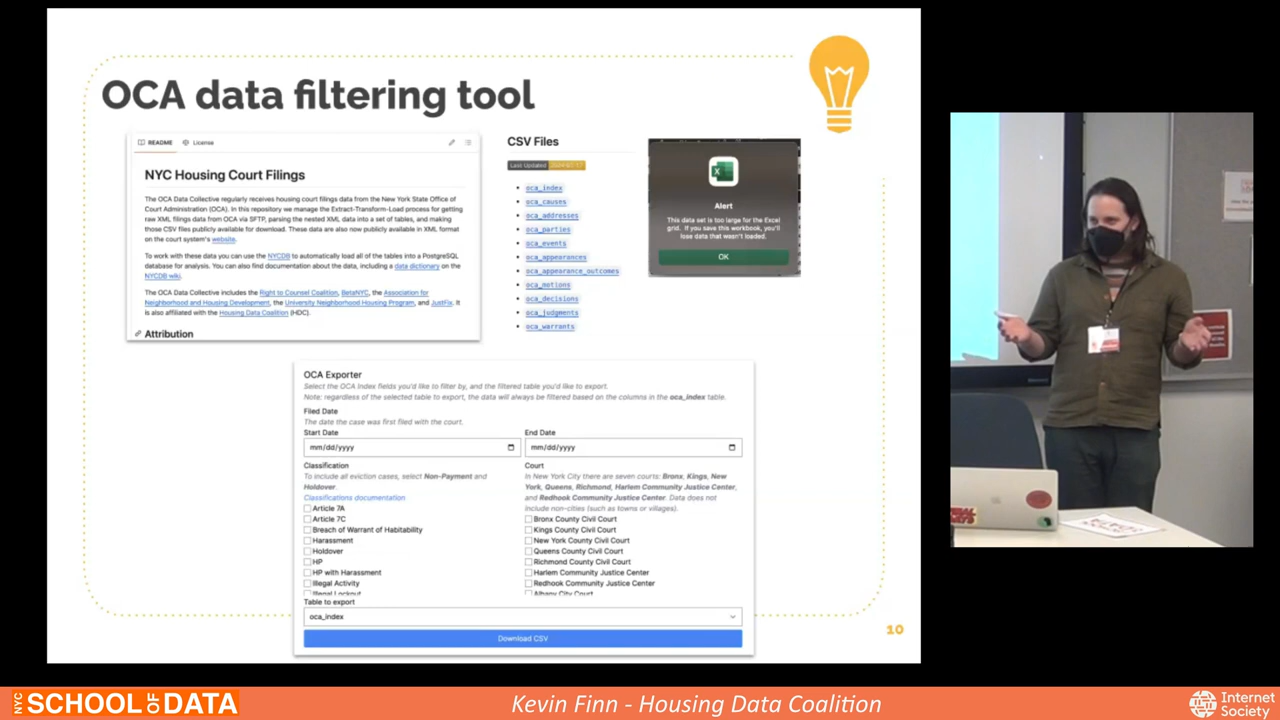 OCA data filtering tool
README
License
NYC Housing Court Filings
The OCA Data Collective regularly receives housing court filings data from the New York State Office of
Court Administration (OCA). In this repository we manage the Extract-Transform-Load process for getting
raw XML filings data from OCA via SFTP, parsing the nested XML data into a set of tables, and making
those CSV files publicly available for download. These data are also now publicly available in XML format
on the court system's website.
To work with these data you can use the NYCDB to automatically load all of the tables into a PostgreSQL
database for analysis. You can also find documentation about the data, including a data dictionary on the
NYCDB wiki.
The OCA Data Collective includes the Right to Counsel Coalition, BetaNYC, the Association for
Neighborhood and Housing Development, the University Neighborhood Housing Program, and JustFix. It
is also affiliated with the Housing Data Coalition (HDC).
Attribution
CSV Files
Last Updated
oca_index
oca_causes
oca_addresses
oca_parties
oca_events
oca_appearances
oca_appearance_outcomes
oca_motions
oca_decisions
oca_judgments
oca_warrants
Alert
This data set is too large for the Excel
grid. If you save this workbook, you'll
lose data that wasn't loaded.
OK
OCA Exporter
Select the OCA Index fields you'd like to filter by, and the filtered table you'd like to export.
Note: regardless of the selected table to export, the data will always be filtered based on the columns in the oca_index table.
Filed Date
The date the case was first filed with the court.
Start Date
End Date
mm/dd/yyyy
mm/dd/yyyy
Classification
To include all eviction cases, select Non-Payment and
Holdover.
Classifications documentation
Article 7A
Article 7C
Breach of Warrant of Habitability
Harassment
Holdover
HP
HP with Harassment
Illegal Activity
Illegal Lockout
Court
In New York City there are seven courts: Bronx, Kings, New
York, Queens, Richmond, Harlem Community Justice Center,
and Redhook Community Justice Center. Data does not
include non-cities (such as towns or villages).
Bronx County Civil Court
Kings County Civil Court
New York County Civil Court
Queens County Civil Court
Richmond County Civil Court
Harlem Community Justice Center
Redhook Community Justice Center
Albany City Court
Table to export
oca_index
Download CSV
10
NYC SCHOOL OF DATA
Kevin Finn - Housing Data Coalition
Internet
Society